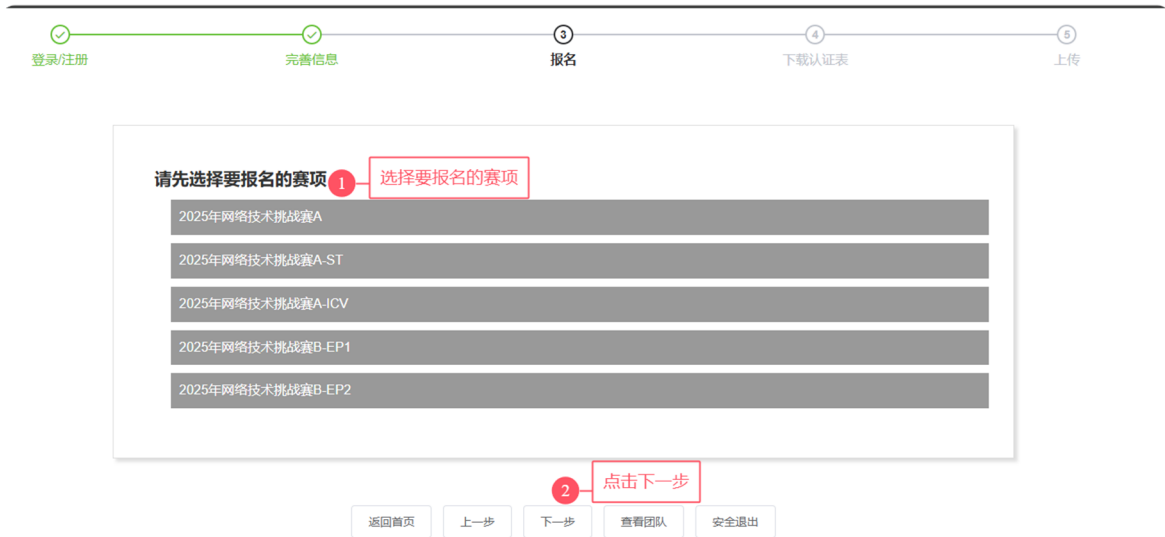 3
4
5
登录/注册
完善信息
报名
下载认证表
上传
请先选择要报名的赛项
1
选择要报名的赛项
2025年网络技术挑战赛A
2025年网络技术挑战赛A-ST
2025年网络技术挑战赛A-ICV
2025年网络技术挑战赛B-EP1
2025年网络技术挑战赛B-EP2
2
点击下一步
返回首页
上一步
下一步
查看团队
安全退出